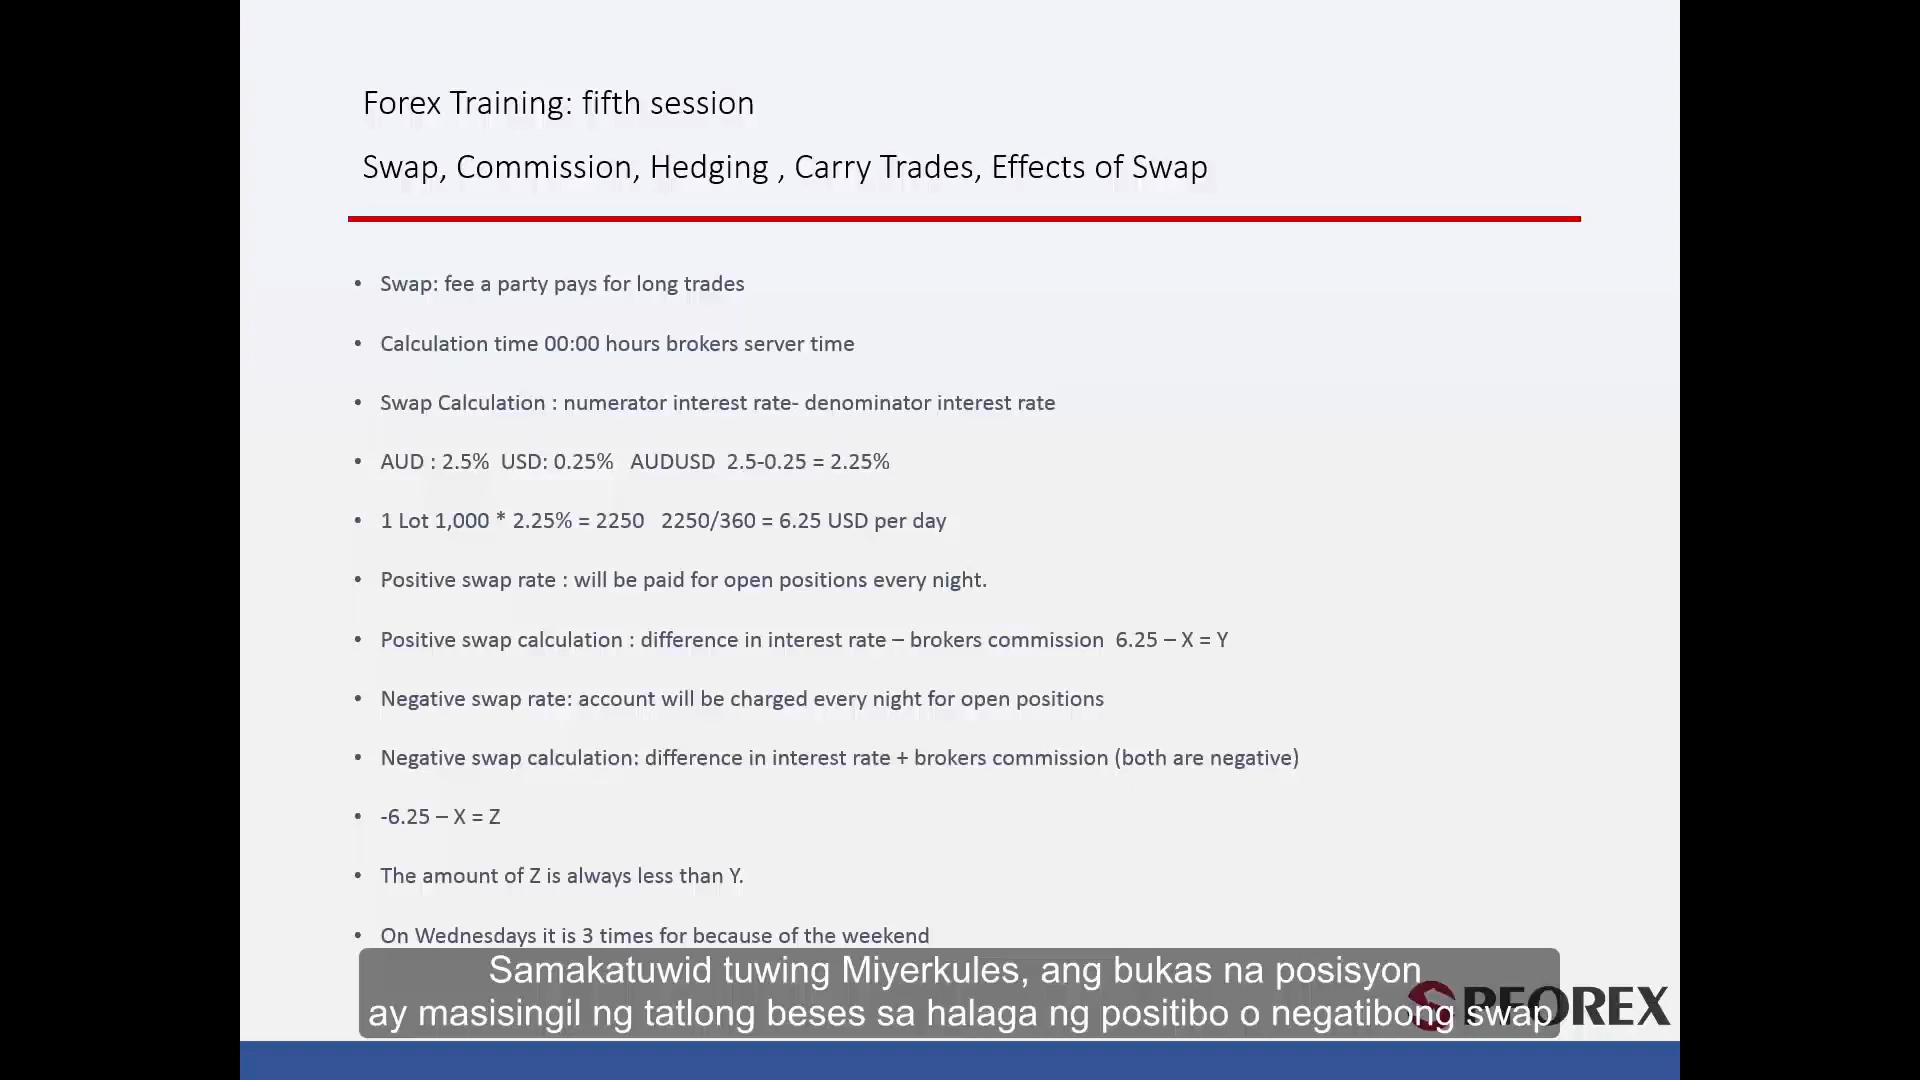 Forex Training: fifth session
Swap, Commission, Hedging , Carry Trades, Effects of Swap
• Swap: fee a party pays for long trades
• Calculation time 00:00 hours brokers server time
• Swap Calculation : numerator interest rate- denominator interest rate
• AUD : 2.5%  USD: 0.25%   AUDUSD  2.5-0.25 = 2.25%
• 1 Lot 1,000 * 2.25% = 2250   2250/360 = 6.25 USD per day
• Positive swap rate : will be paid for open positions every night.
• Positive swap calculation : difference in interest rate – brokers commission  6.25 – X = Y
• Negative swap rate: account will be charged every night for open positions
• Negative swap calculation: difference in interest rate + brokers commission (both are negative)
• -6.25 – X = Z
• The amount of Z is always less than Y.
• On Wednesdays it is 3 times for because of the weekend
Samakatuwid tuwing Miyerkules, ang bukas na posisyon
ay masisingil ng tatlong beses sa halaga ng positibo o negatibong swap
PFOREX